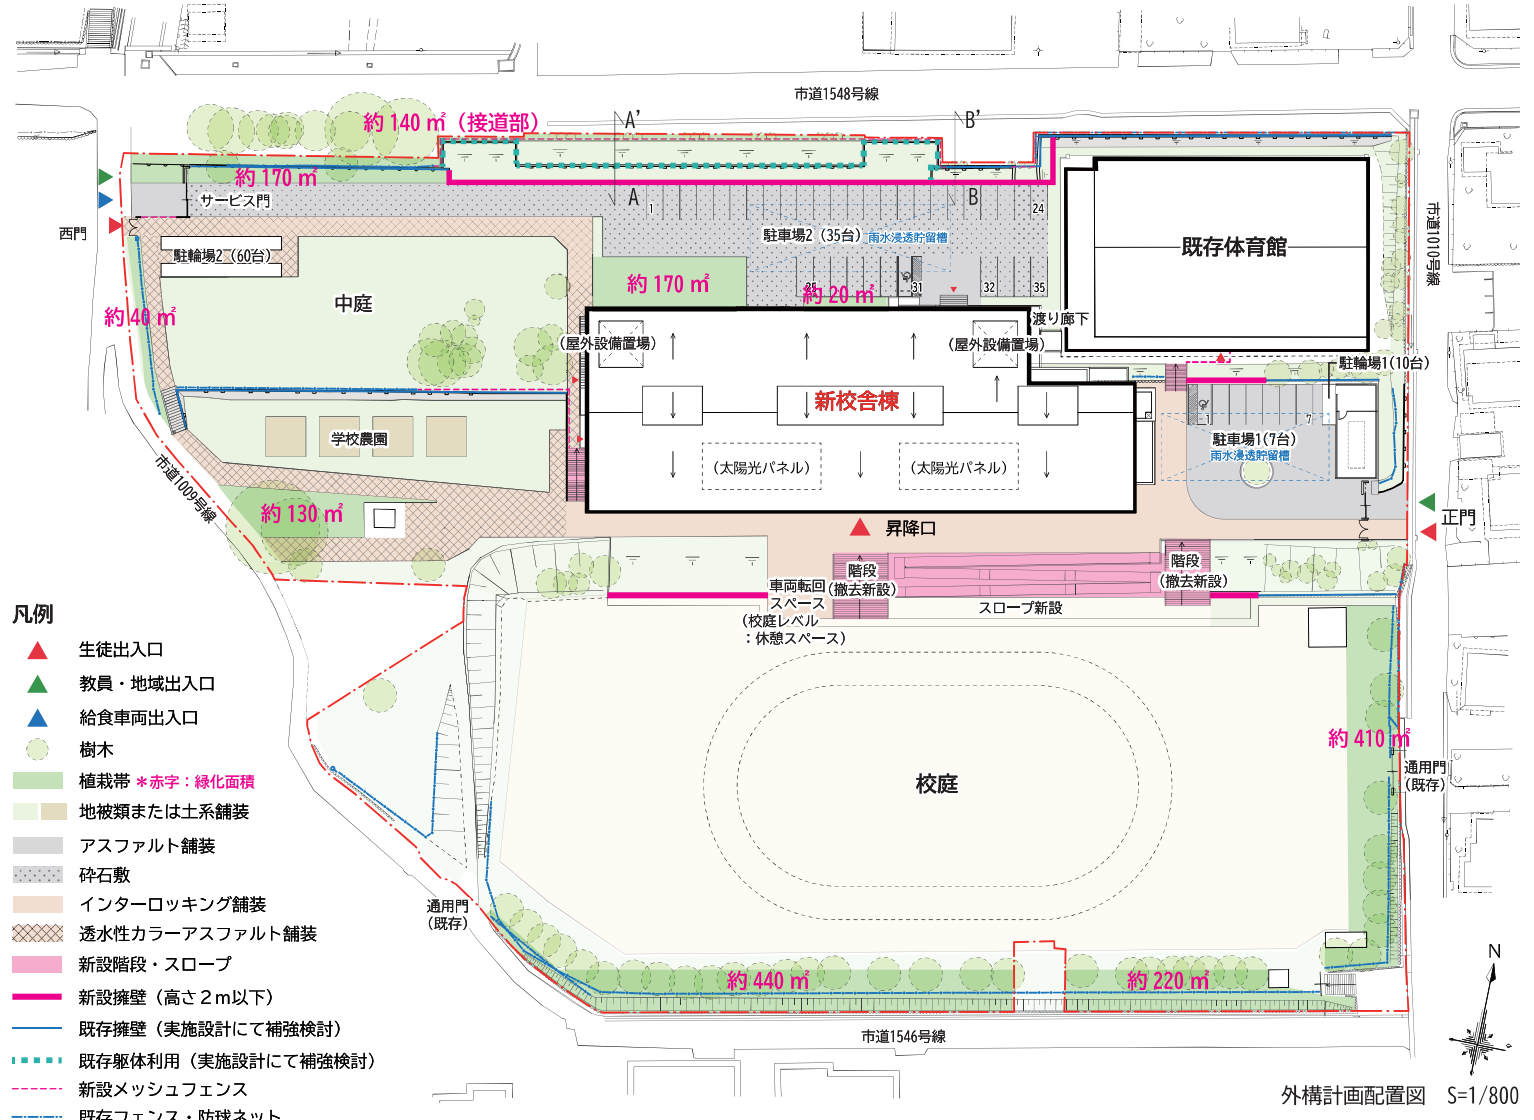 市道1548号線
約 140 ㎡（接道部）
A'
B'
約 170 ㎡
サービス門
A
B
1
24
西門
駐車場2（35台）
雨水浸透貯留槽
市道1010号線
既存体育館
駐輪場2（60台）
約 170 ㎡
25
約 20 ㎡
31
32
35
中庭
約 40 ㎡
渡り廊下
（屋外設備置場）
（屋外設備置場）
駐輪場1（10台）
新校舎棟
1
7
学校農園
駐車場1（7台）
雨水浸透貯留槽
（太陽光パネル）
（太陽光パネル）
市道1009号線
約 130 ㎡
昇降口
正門
階段
（撤去新設）
階段
（撤去新設）
車両転回
スペース
（校庭レベル
：休憩スペース）
スロープ新設
凡例
生徒出入口
教員・地域出入口
給食車両出入口
樹木
植栽帯 ＊赤字：緑化面積
地被類または土系舗装
アスファルト舗装
砕石敷
インターロッキング舗装
透水性カラーアスファルト舗装
新設階段・スロープ
新設擁壁（高さ２ｍ以下）
既存擁壁（実施設計にて補強検討）
既存躯体利用（実施設計にて補強検討）
新設メッシュフェンス
既存フェンス・防球ネット
約 410 ㎡
通用門
（既存）
校庭
通用門
（既存）
約 440 ㎡
約 220 ㎡
市道1546号線
N
外構計画配置図　S=1/800